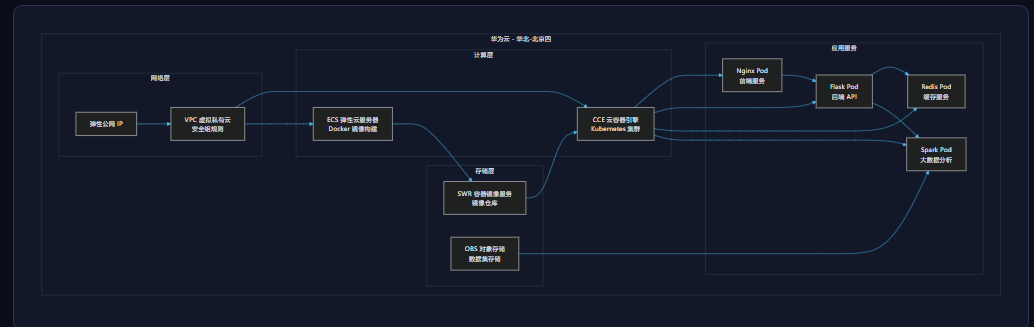 华为云 - 华北-北京四
网络层
弹性公网 IP
VPC 虚拟私有云
安全组规则
计算层
ECS 弹性云服务器
Docker 镜像构建
CCE 云容器引擎
Kubernetes 集群
存储层
SWR 容器镜像服务
镜像仓库
OBS 对象存储
数据集存储
应用服务
Nginx Pod
前端服务
Flask Pod
后端 API
Redis Pod
缓存服务
Spark Pod
大数据分析